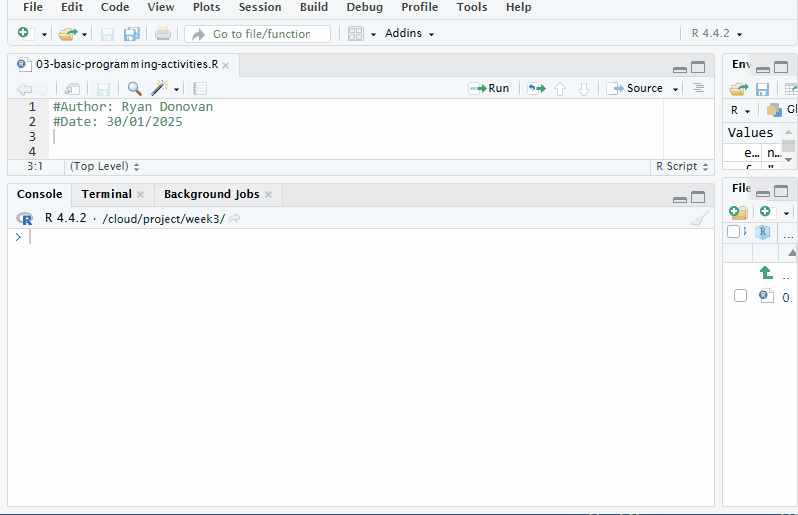 File Edit Code View Plots Session Build Debug Profile Tools Help
Go to file/function Addins R 4.4.2
03-basic-programming-activities.R
Run Source
1 #Author: Ryan Donovan
2 #Date: 30/01/2025
3
4
3:1 (Top Level) R Script
Console Terminal Background Jobs
R 4.4.2 · /cloud/project/week3/
>
Env
R Gl
Values
e… n…
File
R …
..
0.